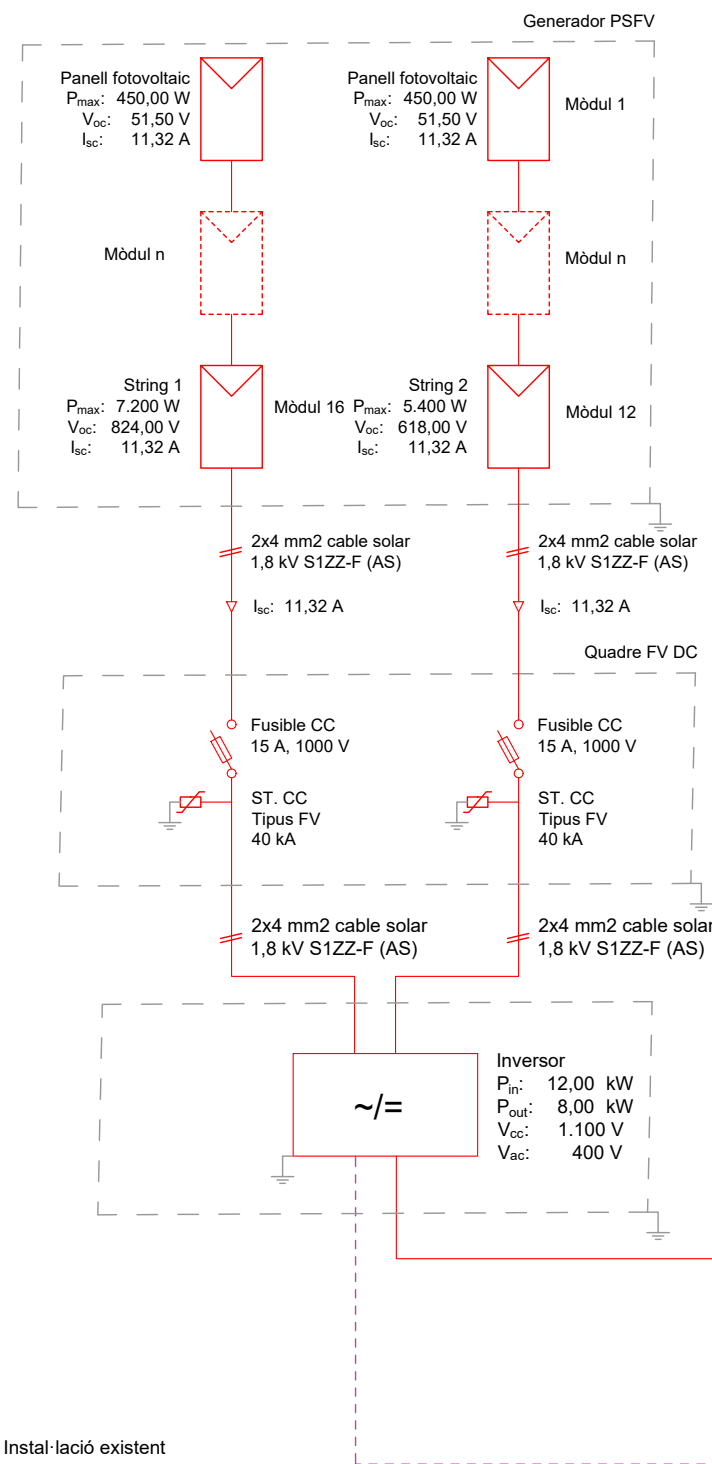 Generador PSFV
Panell fotovoltaic
Pmax: 450,00 W
Voc: 51,50 V
Isc: 11,32 A
Panell fotovoltaic
Pmax: 450,00 W
Voc: 51,50 V
Isc: 11,32 A
Mòdul 1
Mòdul n
Mòdul n
String 1
Pmax: 7.200 W
Voc: 824,00 V
Isc: 11,32 A
Mòdul 16
String 2
Pmax: 5.400 W
Voc: 618,00 V
Isc: 11,32 A
Mòdul 12
2x4 mm2 cable solar
1,8 kV S1ZZ-F (AS)
2x4 mm2 cable solar
1,8 kV S1ZZ-F (AS)
Isc: 11,32 A
Isc: 11,32 A
Quadre FV DC
Fusible CC
15 A, 1000 V
Fusible CC
15 A, 1000 V
ST. CC
Tipus FV
40 kA
ST. CC
Tipus FV
40 kA
2x4 mm2 cable solar
1,8 kV S1ZZ-F (AS)
2x4 mm2 cable solar
1,8 kV S1ZZ-F (AS)
~/=
Inversor
Pin: 12,00 kW
Pout: 8,00 kW
Vcc: 1.100 V
Vac: 400 V
Instal·lació existent